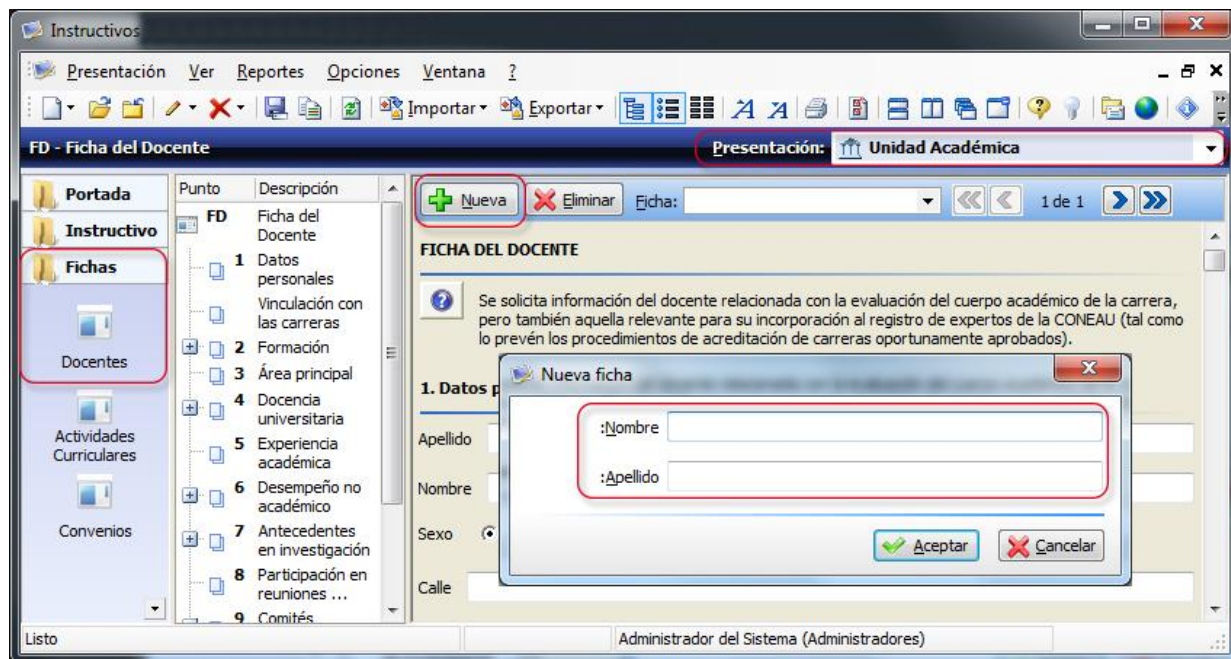 Instructivos
Presentación Ver Reportes Opciones Ventana ?
Importar Exportar
FD - Ficha del Docente
Presentación: Unidad Académica
Portada
Instructivo
Fichas
Docentes
Actividades
Curriculares
Convenios
Punto Descripción
FD Ficha del
Docente
1 Datos
personales
Vinculación con
las carreras
2 Formación
3 Área principal
4 Docencia
universitaria
5 Experiencia
académica
6 Desempeño no
académico
7 Antecedentes
en investigación
8 Participación en
reuniones ...
9 Comités
Nueva Eliminar Ficha: 1 de 1
FICHA DEL DOCENTE
Se solicita información del docente relacionada con la evaluación del cuerpo académico de la carrera,
pero también aquella relevante para su incorporación al registro de expertos de la CONEAU (tal como
lo prevén los procedimientos de acreditación de carreras oportunamente aprobados).
1. Datos p
Apellido
Nombre
Sexo
Calle
Nueva ficha
:Nombre
:Apellido
Aceptar Cancelar
Listo
Administrador del Sistema (Administradores)